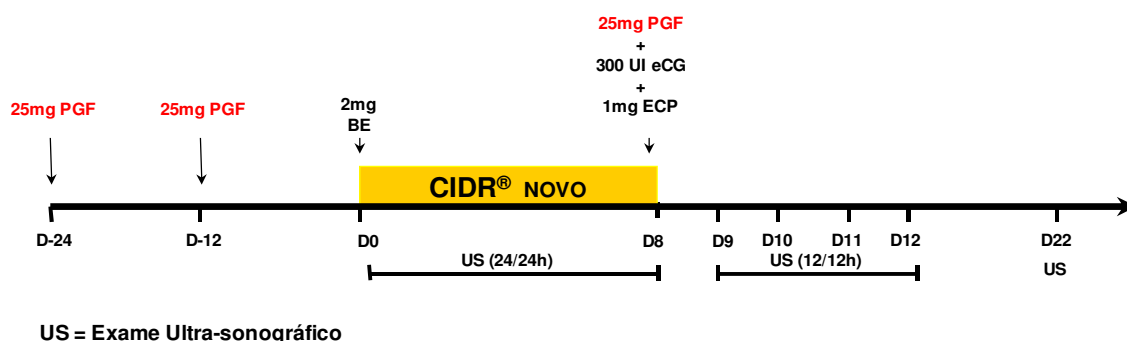 25mg PGF
25mg PGF
2mg
BE
25mg PGF
+
300 UI eCG
+
1mg ECP
CIDR® NOVO
D-24
D-12
D0
D8
D9
D10
D11
D12
D22
US (24/24h)
US (12/12h)
US
US = Exame Ultra-sonográfico